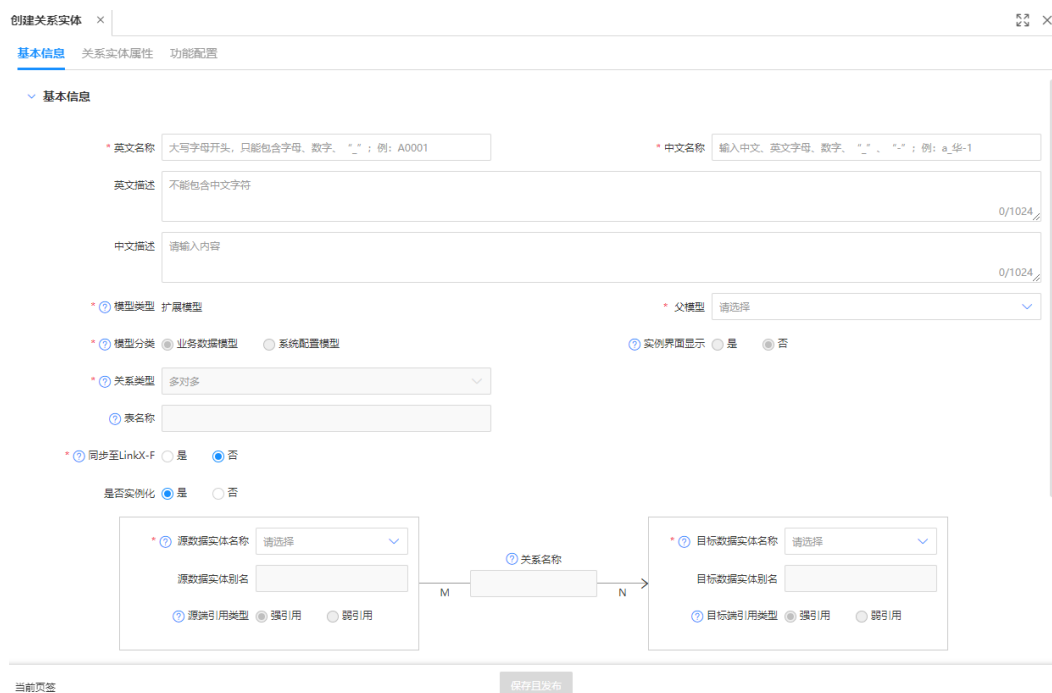 创建关系实体
基本信息 关系实体属性 功能配置
基本信息
* 英文名称 大写字母开头，只能包含字母、数字、 "_" ；例：A0001 * 中文名称 输入中文、英文字母、数字、 "_" 、 "-" ；例：a_华-1
英文描述 不能包含中文字符
0/1024
中文描述 请输入内容
0/1024
* 模型类型 扩展模型 * 父模型 请选择
* 模型分类 业务数据模型 系统配置模型 实例界面显示 是 否
* 关系类型 多对多
表名称
* 同步至LinkX-F 是 否
是否实例化 是 否
* 源数据实体名称 请选择 * 目标数据实体名称 请选择
关系名称
源数据实体别名 目标数据实体别名
M N
源端引用类型 强引用 弱引用 目标端引用类型 强引用 弱引用
当前页签 保存且发布